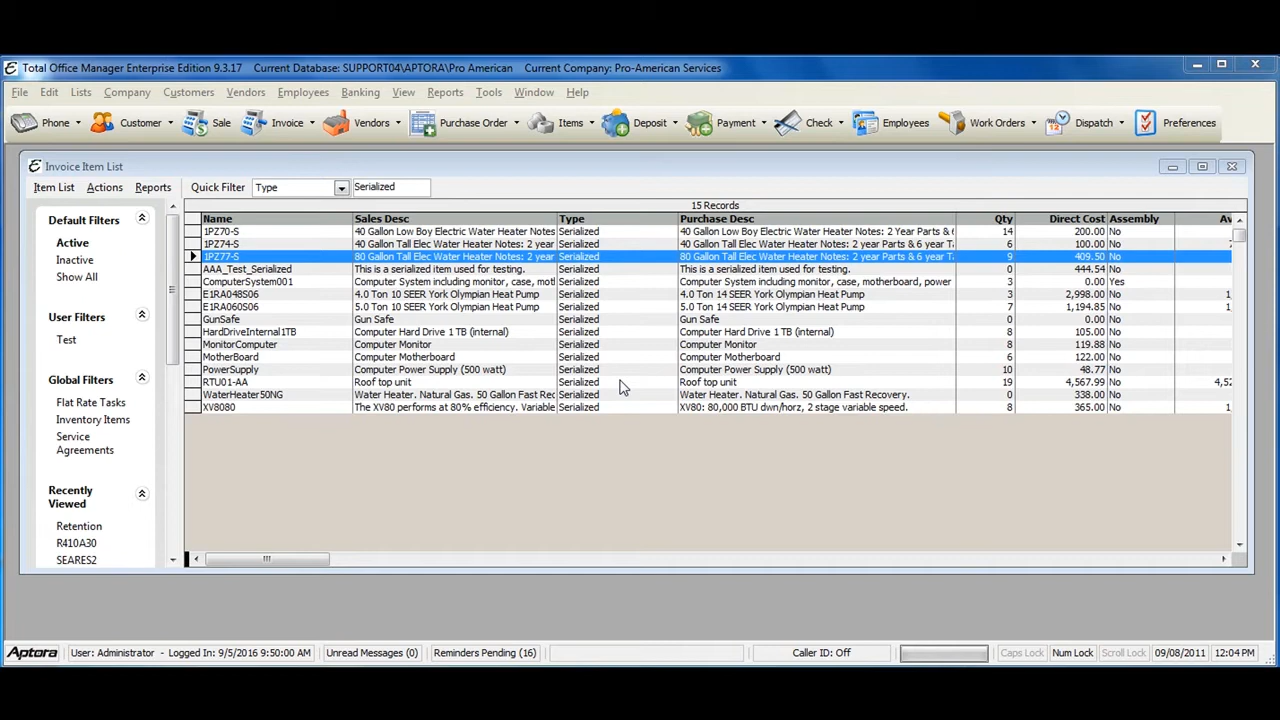 Total Office Manager Enterprise Edition 9.3.17 Current Database: SUPPORT04\APTORA\Pro American Current Company: Pro-American Services
File Edit Lists Company Customers Vendors Employees Banking View Reports Tools Window Help
Phone Customer Sale Invoice Vendors Purchase Order Items Deposit Payment Check Employees Work Orders Dispatch Preferences
Invoice Item List
Item List Actions Reports Quick Filter Type Serialized
15 Records
Name Sales Desc Type Purchase Desc Qty Direct Cost Assembly Av
1PZ70-S 40 Gallon Low Boy Electric Water Heater Notes Serialized 40 Gallon Low Boy Electric Water Heater Notes: 2 Year Parts & 6 14 200.00 No
1PZ74-S 40 Gallon Tall Elec Water Heater Notes: 2 year Serialized 40 Gallon Tall Elec Water Heater Notes: 2 year Parts & 6 year T 6 100.00 No
1PZ77-S 80 Gallon Tall Elec Water Heater Notes: 2 year Serialized 80 Gallon Tall Elec Water Heater Notes: 2 year Parts & 6 year T 9 409.50 No
AAA_Test_Serialized This is a serialized item used for testing. Serialized This is a serialized item used for testing. 0 444.54 No
ComputerSystem001 Computer System including monitor, case, mot Serialized Computer System including monitor, case, motherboard, power 3 0.00 Yes
E1RA048S06 4.0 Ton 10 SEER York Olympian Heat Pump Serialized 4.0 Ton 14 SEER York Olympian Heat Pump 3 2,998.00 No 1,
E1RA060S06 5.0 Ton 10 SEER York Olympian Heat Pump Serialized 5.0 Ton 14 SEER York Olympian Heat Pump 7 1,194.85 No 1,
GunSafe Gun Safe Serialized Gun Safe 0 0.00 No
HardDriveInternal1TB Computer Hard Drive 1 TB (internal) Serialized Computer Hard Drive 1 TB (internal) 8 105.00 No
MonitorComputer Computer Monitor Serialized Computer Monitor 8 119.88 No
MotherBoard Computer Motherboard Serialized Computer Motherboard 6 122.00 No
PowerSupply Computer Power Supply (500 watt) Serialized Computer Power Supply (500 watt) 10 48.77 No
RTU01-AA Roof top unit Serialized Roof top unit 19 4,567.99 No 4,52
WaterHeater50NG Water Heater. Natural Gas. 50 Gallon Fast Rec Serialized Water Heater. Natural Gas. 50 Gallon Fast Recovery. 0 338.00 No
XV8080 The XV80 performs at 80% efficiency. Variable Serialized XV80: 80,000 BTU dwn/horz, 2 stage variable speed. 8 365.00 No 1,
Default Filters
Active
Inactive
Show All
User Filters
Test
Global Filters
Flat Rate Tasks
Inventory Items
Service
Agreements
Recently
Viewed
Retention
R410A30
SEARES2
Aptora User: Administrator - Logged In: 9/5/2016 9:50:00 AM Unread Messages (0) Reminders Pending (16) Caller ID: Off Caps Lock Num Lock Scroll Lock 09/08/2011 12:04 PM